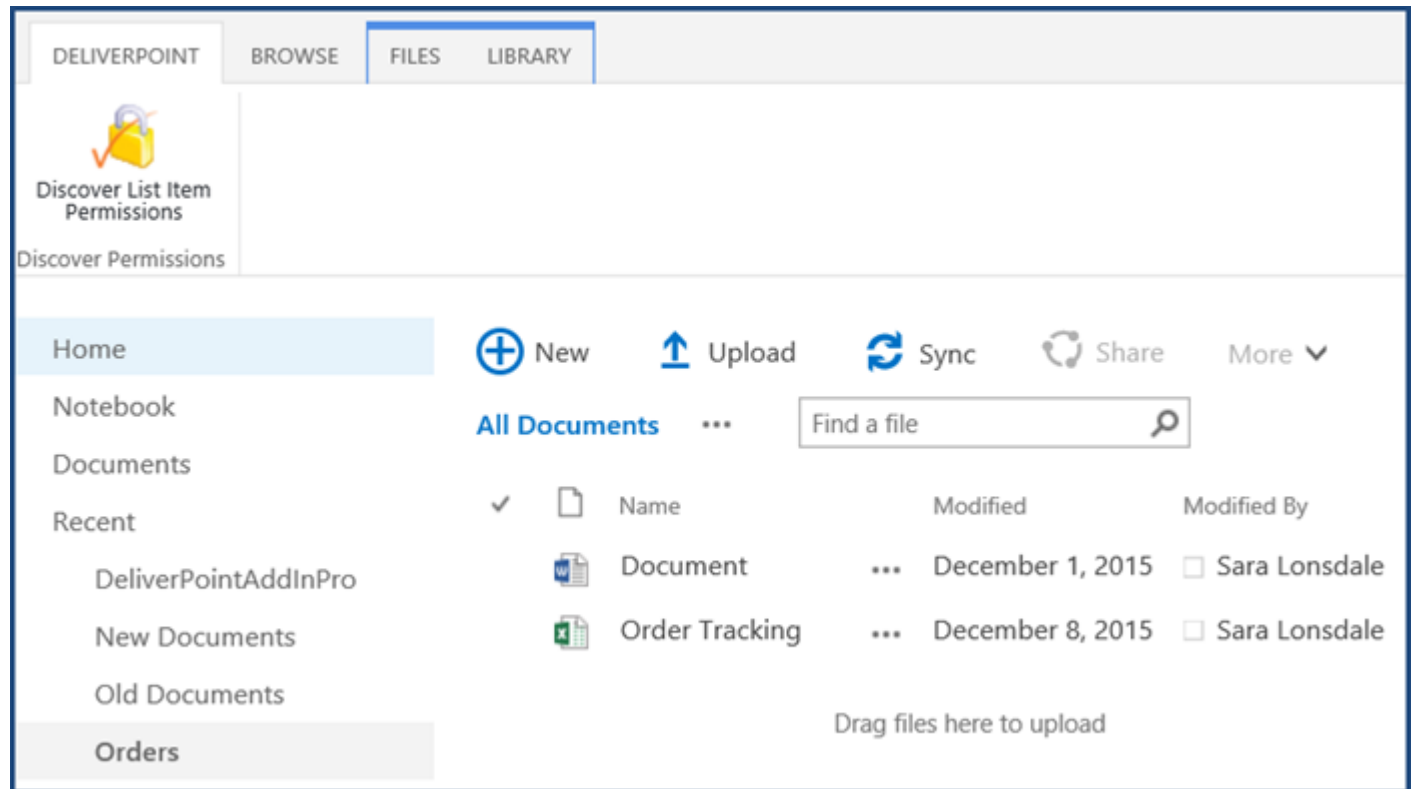 DELIVERPOINT BROWSE FILES LIBRARY
Discover List Item
Permissions
Discover Permissions
Home
Notebook
Documents
Recent
DeliverPointAddInPro
New Documents
Old Documents
Orders
New Upload Sync Share More
All Documents ... Find a file
Name Modified Modified By
Document ... December 1, 2015 Sara Lonsdale
Order Tracking ... December 8, 2015 Sara Lonsdale
Drag files here to upload